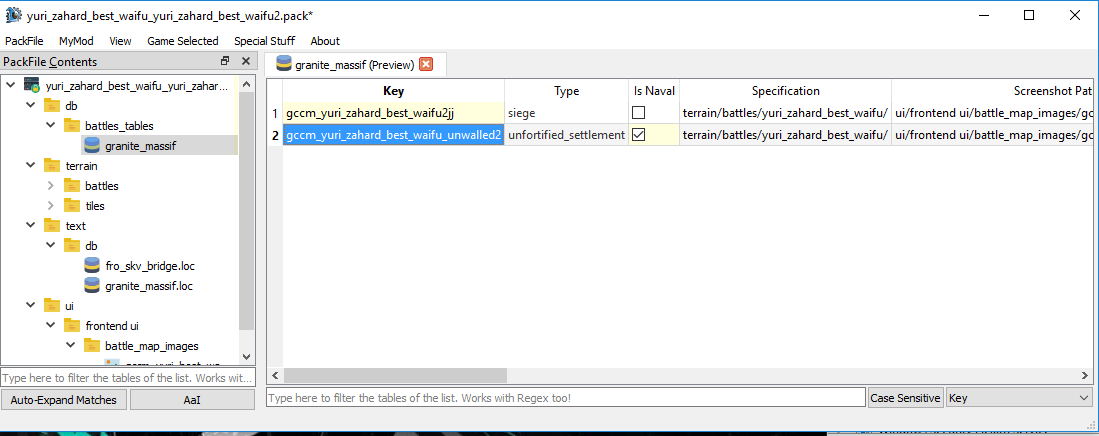 yuri_zahard_best_waifu_yuri_zahard_best_waifu2.pack*
PackFile MyMod View Game Selected Special Stuff About
PackFile Contents
yuri_zahard_best_waifu_yuri_zahar...
db
battles_tables
granite_massif
terrain
battles
tiles
text
db
fro_skv_bridge.loc
granite_massif.loc
ui
frontend ui
battle_map_images
Type here to filter the tables of the list. Works wit...
Auto-Expand Matches AaI
granite_massif (Preview)
Key Type Is Naval Specification Screenshot Pat
1 gccm_yuri_zahard_best_waifu2jj siege terrain/battles/yuri_zahard_best_waifu/ ui/frontend ui/battle_map_images/gc
2 gccm_yuri_zahard_best_waifu_unwalled2 unfortified_settlement terrain/battles/yuri_zahard_best_waifu/ ui/frontend ui/battle_map_images/gc
Type here to filter the tables of the list. Works with Regex too! Case Sensitive Key